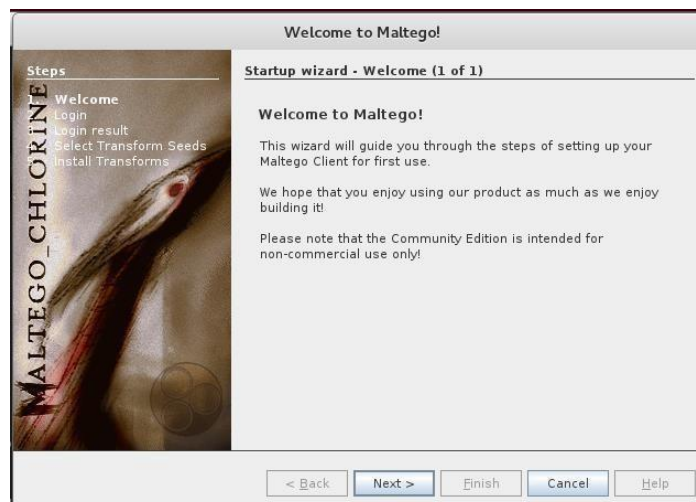 Welcome to Maltego!
Steps
1. Welcome
Login
Login result
Select Transform Seeds
Install Transforms
MALTEGO_CHLORINE
Startup wizard - Welcome (1 of 1)
Welcome to Maltego!
This wizard will guide you through the steps of setting up your
Maltego Client for first use.
We hope that you enjoy using our product as much as we enjoy
building it!
Please note that the Community Edition is intended for
non-commercial use only!
< Back
Next >
Finish
Cancel
Help